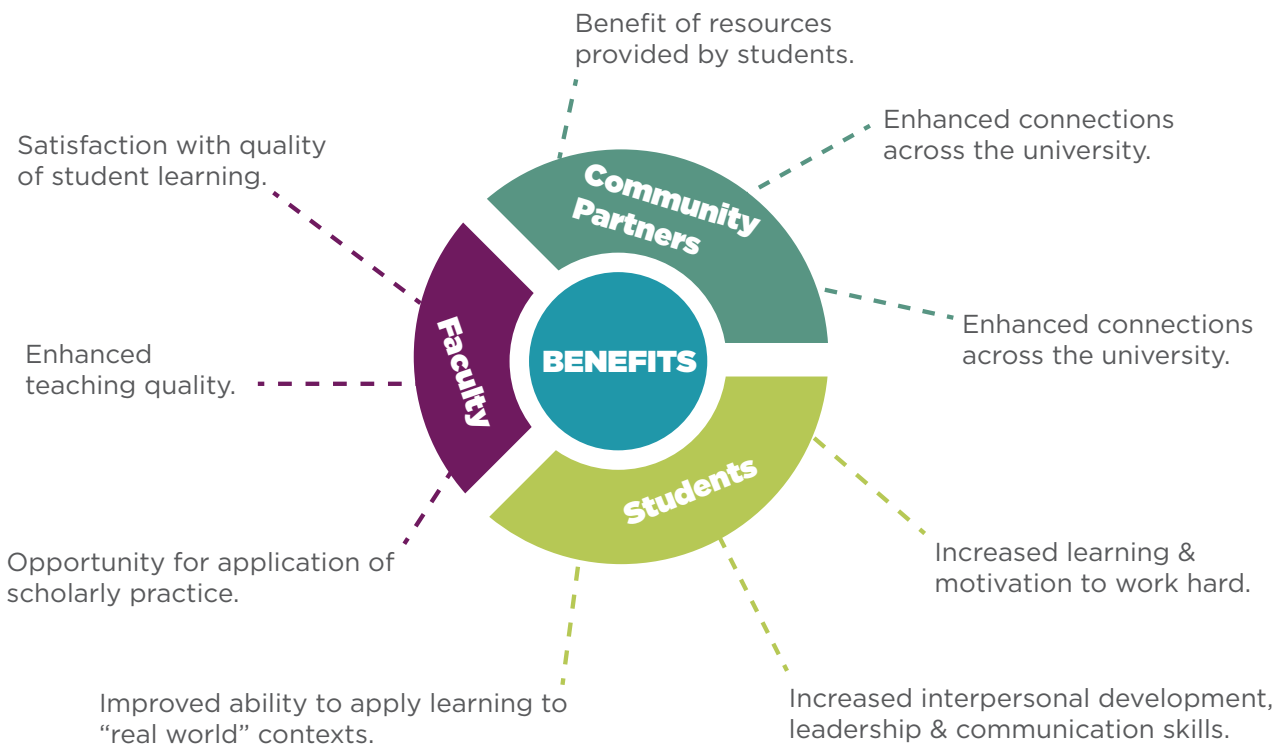 Benefit of resources
provided by students.
Enhanced connections
across the university.
Satisfaction with quality
of student learning.
Community
Partners
Enhanced connections
across the university.
Faculty
BENEFITS
Enhanced
teaching quality.
Students
Increased learning &
motivation to work hard.
Opportunity for application of
scholarly practice.
Improved ability to apply learning to
“real world” contexts.
Increased interpersonal development,
leadership & communication skills.